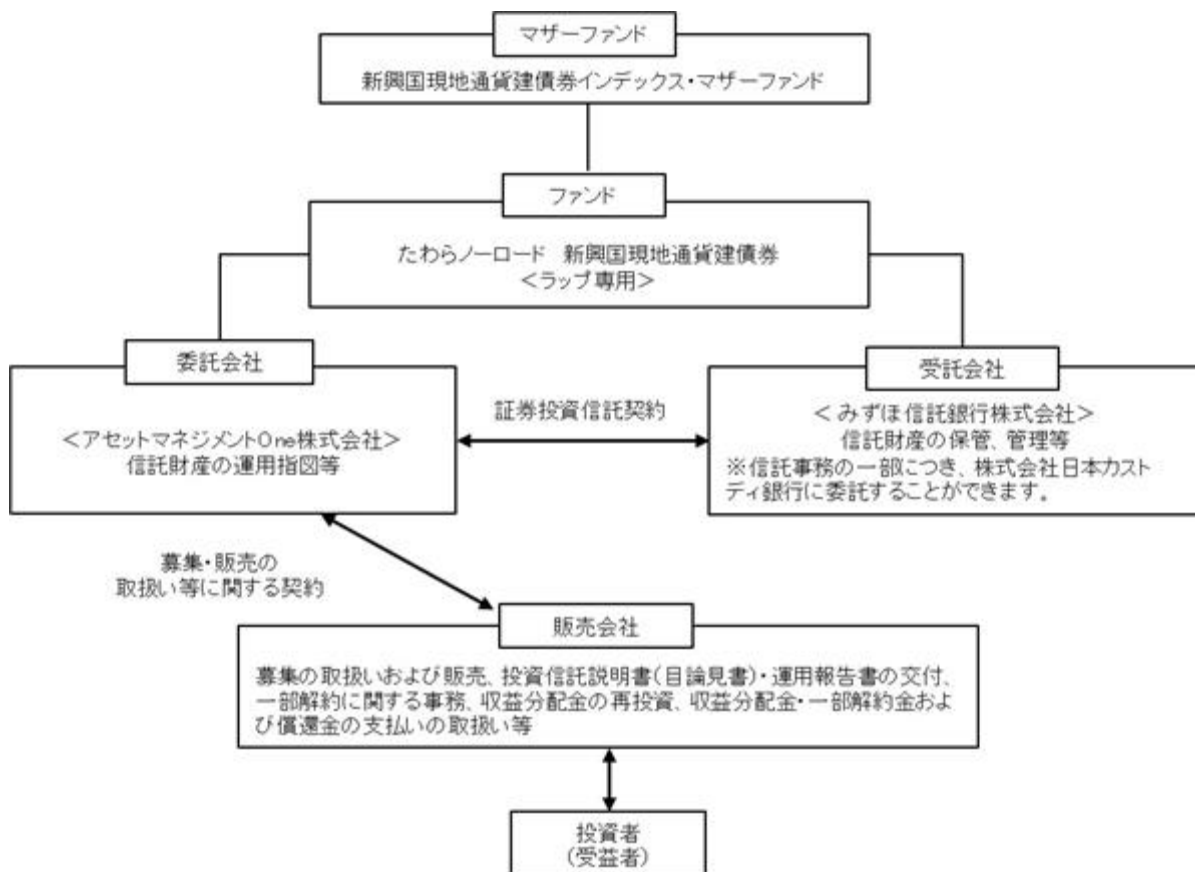 マザーファンド
新興国現地通貨建債券インデックス・マザーファンド
ファンド
たわらノーロード　新興国現地通貨建債券
＜ラップ専用＞
委託会社
＜アセットマネジメントOne株式会社＞
信託財産の運用指図等
証券投資信託契約
受託会社
＜みずほ信託銀行株式会社＞
信託財産の保管、管理等
※信託事務の一部につき、株式会社日本カスト
ディ銀行に委託することができます。
募集・販売の
取扱い等に関する契約
販売会社
募集の取扱いおよび販売、投資信託説明書（目論見書）・運用報告書の交付、
一部解約に関する事務、収益分配金の再投資、収益分配金・一部解約金およ
び償還金の支払いの取扱い等
投資者
（受益者）